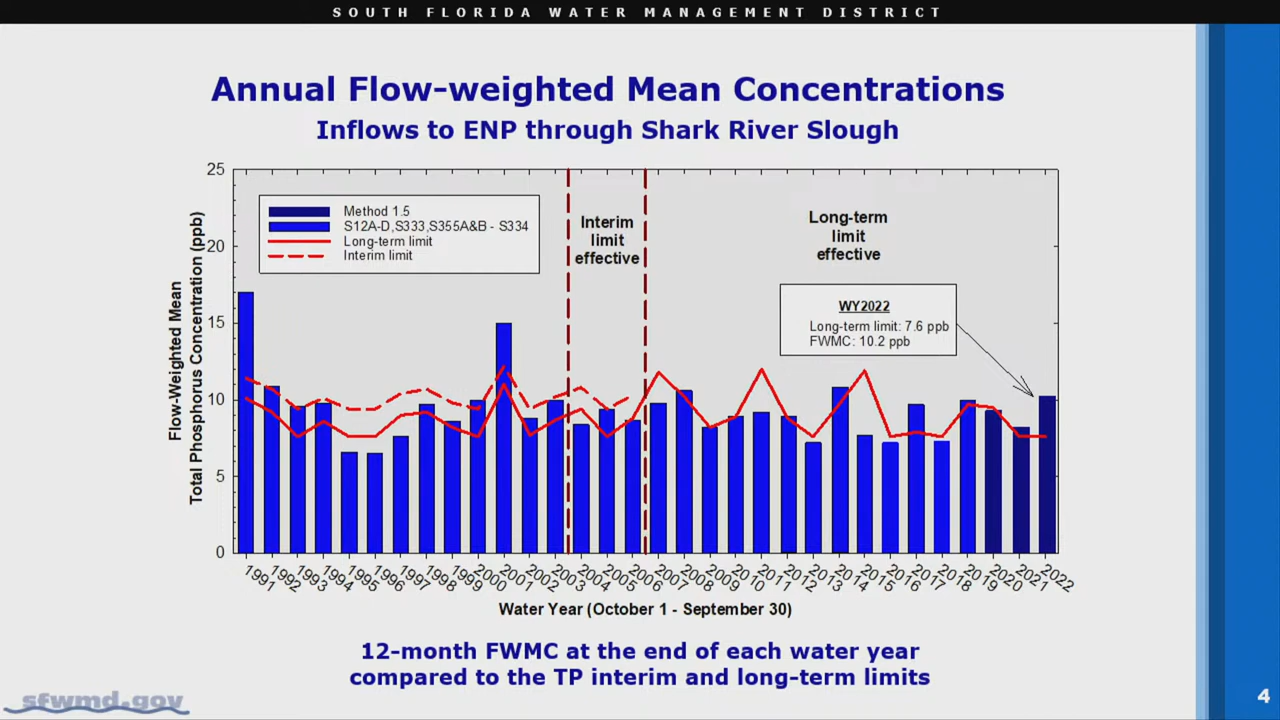 SOUTH FLORIDA WATER MANAGEMENT DISTRICT
Annual Flow-weighted Mean Concentrations
Inflows to ENP through Shark River Slough
Flow-Weighted Mean
Total Phosphorus Concentration (ppb)
25
20
15
10
5
0
Method 1.5
S12A-D,S333,S355A&B - S334
Long-term limit
Interim limit
Interim
limit
effective
Long-term
limit
effective
WY2022
Long-term limit: 7.6 ppb
FWMC: 10.2 ppb
1991 1992 1993 1994 1995 1996 1997 1998 1999 2000 2001 2002 2003 2004 2005 2006 2007 2008 2009 2010 2011 2012 2013 2014 2015 2016 2017 2018 2019 2020 2021 2022
Water Year (October 1 - September 30)
12-month FWMC at the end of each water year
compared to the TP interim and long-term limits
sfwmd.gov
4